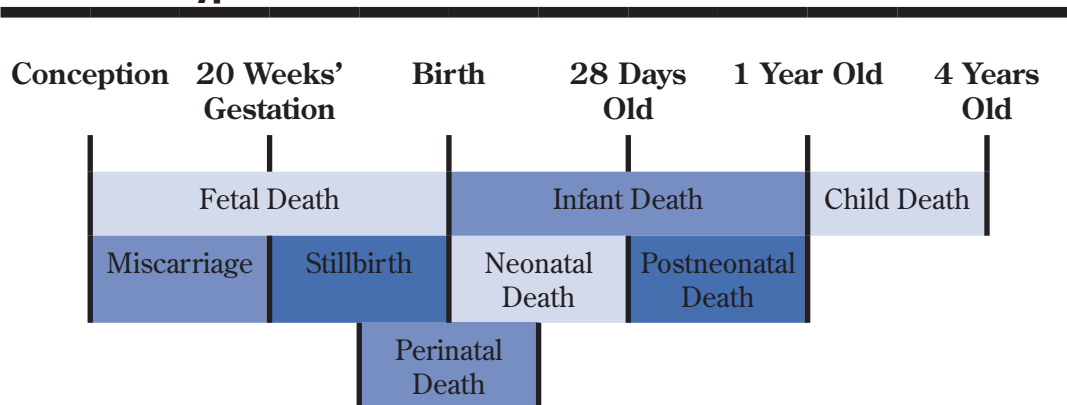 Conception 20 Weeks’ Birth 28 Days 1 Year Old 4 Years
Gestation Old Old
Fetal Death Infant Death Child Death
Miscarriage Stillbirth Neonatal Postneonatal
Death Death
Perinatal
Death